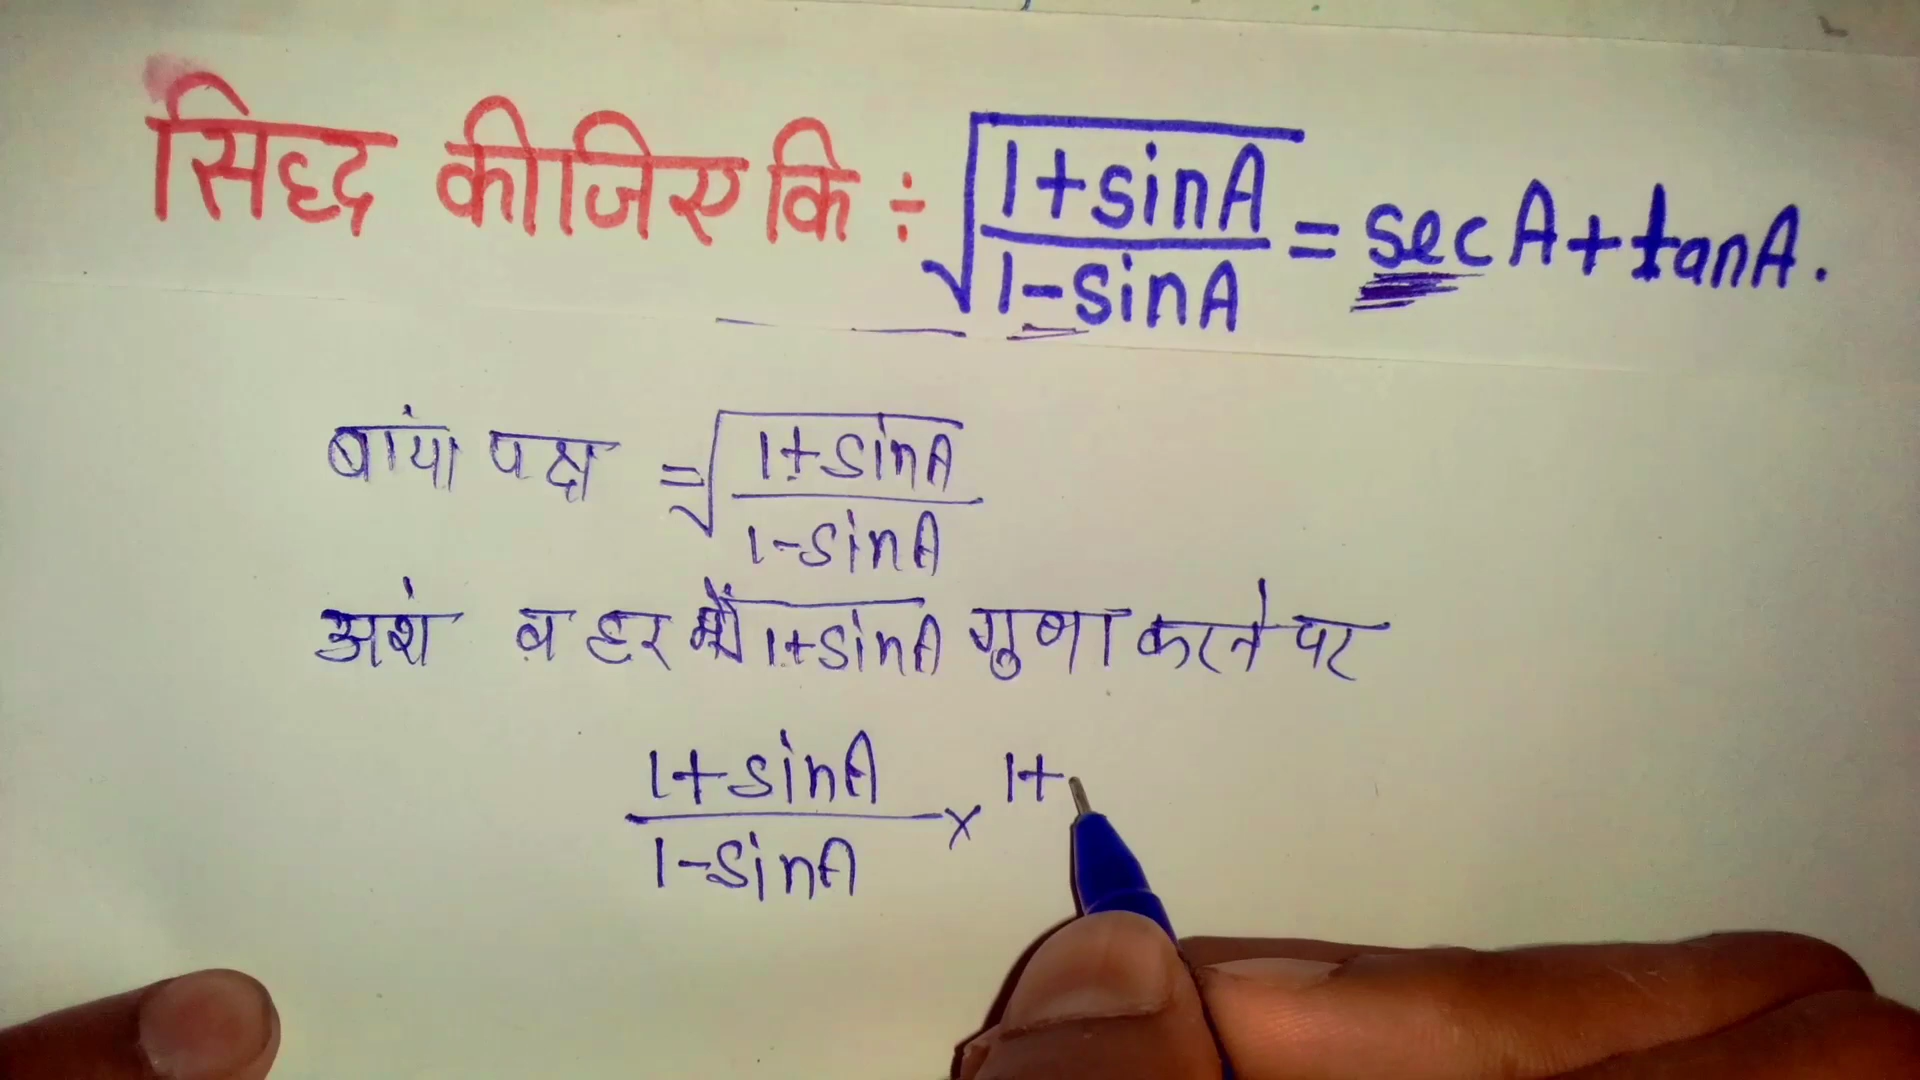 सिद्ध कीजिए कि ÷ √(1+sinA/1-sinA) = secA+tanA.
बांया पक्ष = √(1+sinA/1-sinA)
अशं व हर में 1+sinA गुणा करने पर
1+sinA/1-sinA × 1+